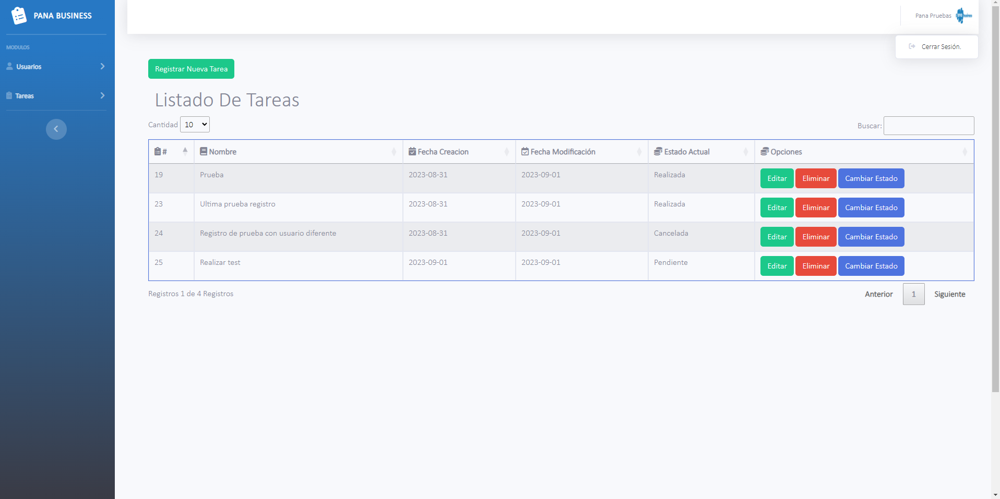 PANA BUSINESS
Pana Pruebas
Cerrar Sesión.
MODULOS
Usuarios
Tareas
Registrar Nueva Tarea
Listado De Tareas
Cantidad 10
Buscar:
# Nombre Fecha Creacion Fecha Modificación Estado Actual Opciones
19 Prueba 2023-08-31 2023-09-01 Realizada Editar Eliminar Cambiar Estado
23 Ultima prueba registro 2023-08-31 2023-09-01 Realizada Editar Eliminar Cambiar Estado
24 Registro de prueba con usuario diferente 2023-08-31 2023-09-01 Cancelada Editar Eliminar Cambiar Estado
25 Realizar test 2023-09-01 2023-09-01 Pendiente Editar Eliminar Cambiar Estado
Registros 1 de 4 Registros
Anterior 1 Siguiente